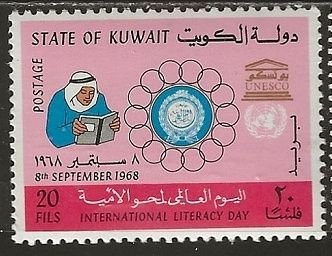 STATE OF KUWAIT دولة الكويت
POSTAGE
يونسكو
UNESCO
بريد
٨ سبتمبر ١٩٦٨
8th SEPTEMBER 1968
20 FILS
اليوم العالمي لمحو الأمية
INTERNATIONAL LITERACY DAY
٢٠ فلسًا